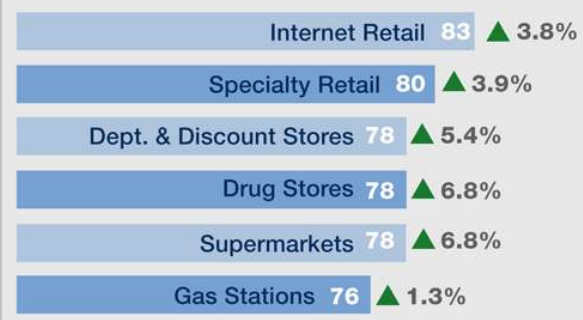 Internet Retail 83 ▲ 3.8%
Specialty Retail 80 ▲ 3.9%
Dept. & Discount Stores 78 ▲ 5.4%
Drug Stores 78 ▲ 6.8%
Supermarkets 78 ▲ 6.8%
Gas Stations 76 ▲ 1.3%